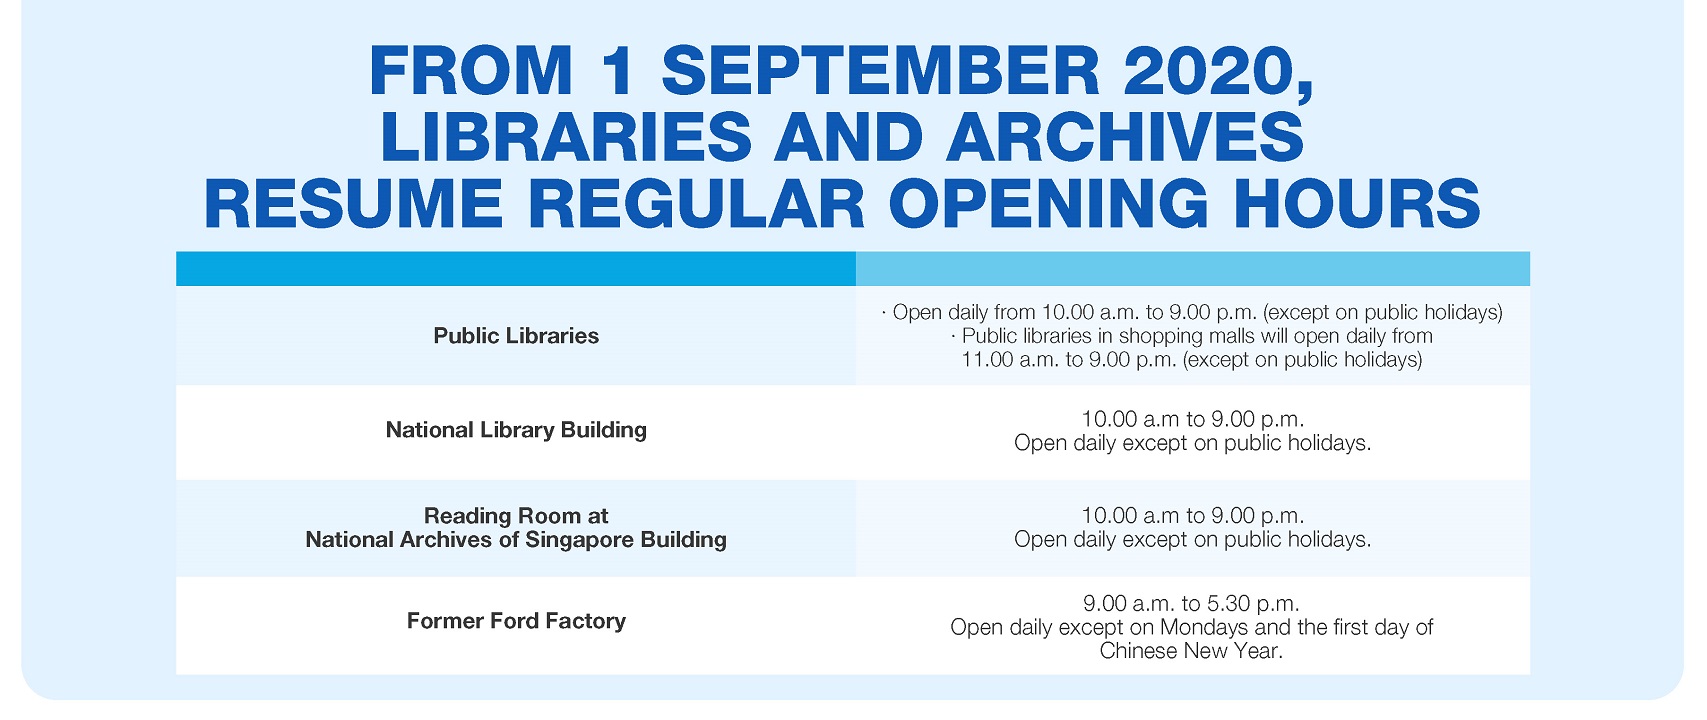 FROM 1 SEPTEMBER 2020,
LIBRARIES AND ARCHIVES
RESUME REGULAR OPENING HOURS
Public Libraries
· Open daily from 10.00 a.m. to 9.00 p.m. (except on public holidays)
· Public libraries in shopping malls will open daily from
11.00 a.m. to 9.00 p.m. (except on public holidays)
National Library Building
10.00 a.m to 9.00 p.m.
Open daily except on public holidays.
Reading Room at
National Archives of Singapore Building
10.00 a.m to 9.00 p.m.
Open daily except on public holidays.
Former Ford Factory
9.00 a.m. to 5.30 p.m.
Open daily except on Mondays and the first day of
Chinese New Year.